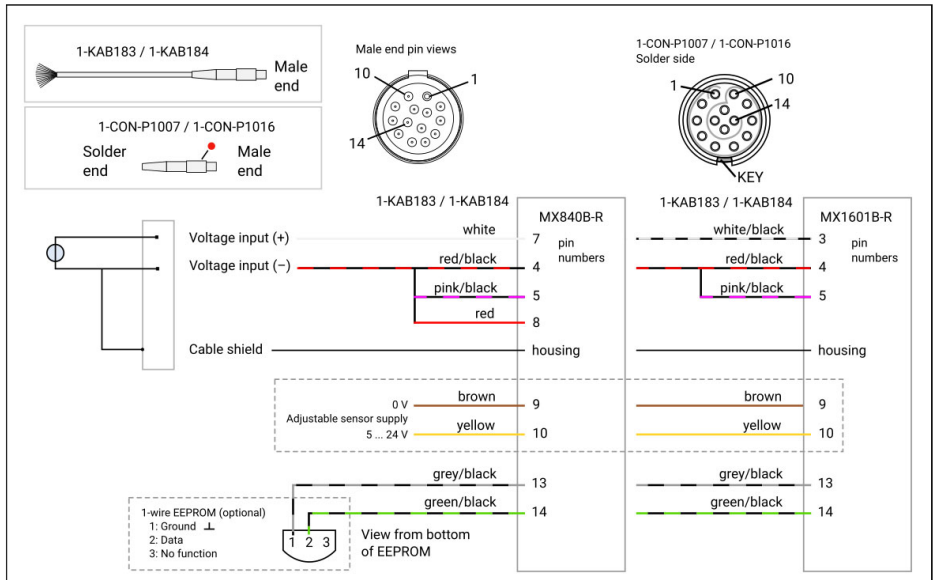 1-KAB183 / 1-KAB184
Male
end
1-CON-P1007 / 1-CON-P1016
Solder
end
Male
end
Male end pin views
10
1
14
1-CON-P1007 / 1-CON-P1016
Solder side
1
10
14
KEY
1-KAB183 / 1-KAB184
MX840B-R
1-KAB183 / 1-KAB184
MX1601B-R
Voltage input (+)
white
7
pin
numbers
white/black
3
pin
numbers
Voltage input (−)
red/black
4
red/black
4
pink/black
5
pink/black
5
red
8
Cable shield
housing
housing
0 V
brown
9
brown
9
Adjustable sensor supply
5 ... 24 V
yellow
10
yellow
10
grey/black
13
grey/black
13
green/black
14
green/black
14
1-wire EEPROM (optional)
1: Ground ⊥
2: Data
3: No function
1 2 3
View from bottom
of EEPROM